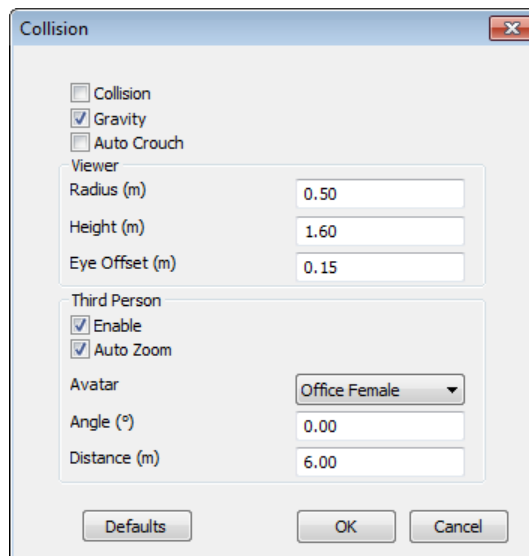 Collision
Collision
Gravity
Auto Crouch
Viewer
Radius (m) 0.50
Height (m) 1.60
Eye Offset (m) 0.15
Third Person
Enable
Auto Zoom
Avatar Office Female
Angle (°) 0.00
Distance (m) 6.00
Defaults OK Cancel